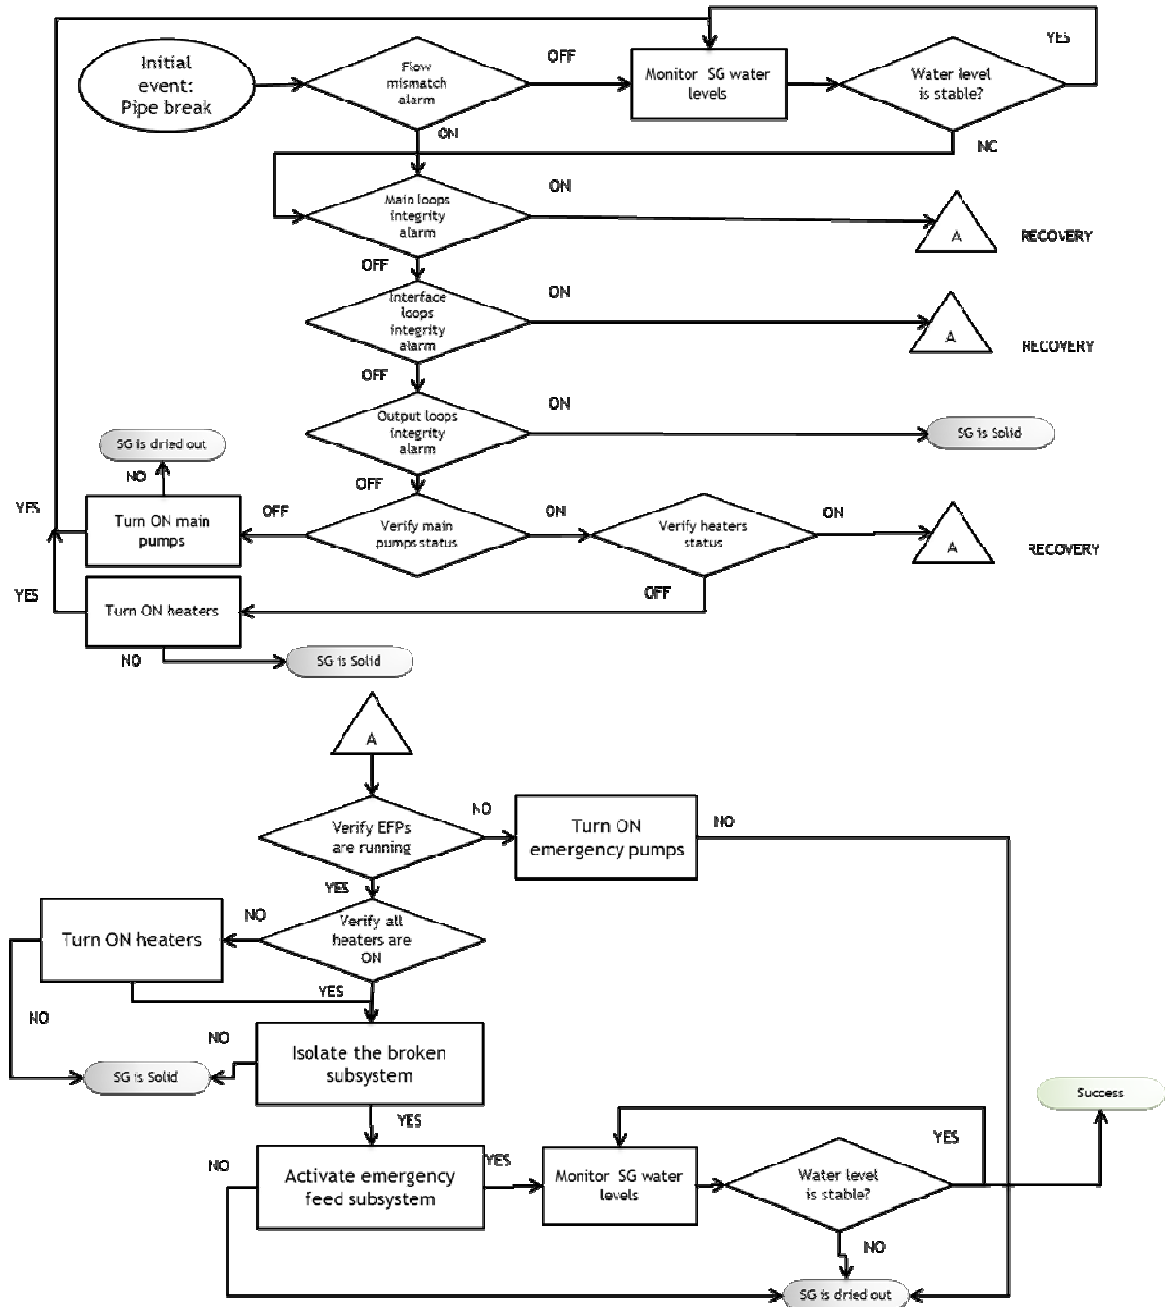 YES
Initial
event:
Pipe break
Flow
mismatch
alarm
OFF
Monitor SG water
levels
Water level
is stable?
ON
NO
Main loops
integrity
alarm
ON
A
RECOVERY
OFF
Interface
loops
integrity
alarm
ON
A
RECOVERY
OFF
Output loops
integrity
alarm
ON
SG is Solid
SG is dried out
NO
OFF
YES
Turn ON main
pumps
OFF
Verify main
pumps status
ON
Verify heaters
status
ON
A
RECOVERY
YES
Turn ON heaters
OFF
NO
SG is Solid
A
Verify EFPs
are running
NO
Turn ON
emergency pumps
NO
YES
Turn ON heaters
NO
Verify all
heaters are
ON
YES
NO
NO
Isolate the broken
subsystem
SG is Solid
YES
Success
NO
Activate emergency
feed subsystem
YES
Monitor SG water
levels
Water level
is stable?
YES
NO
SG is dried out